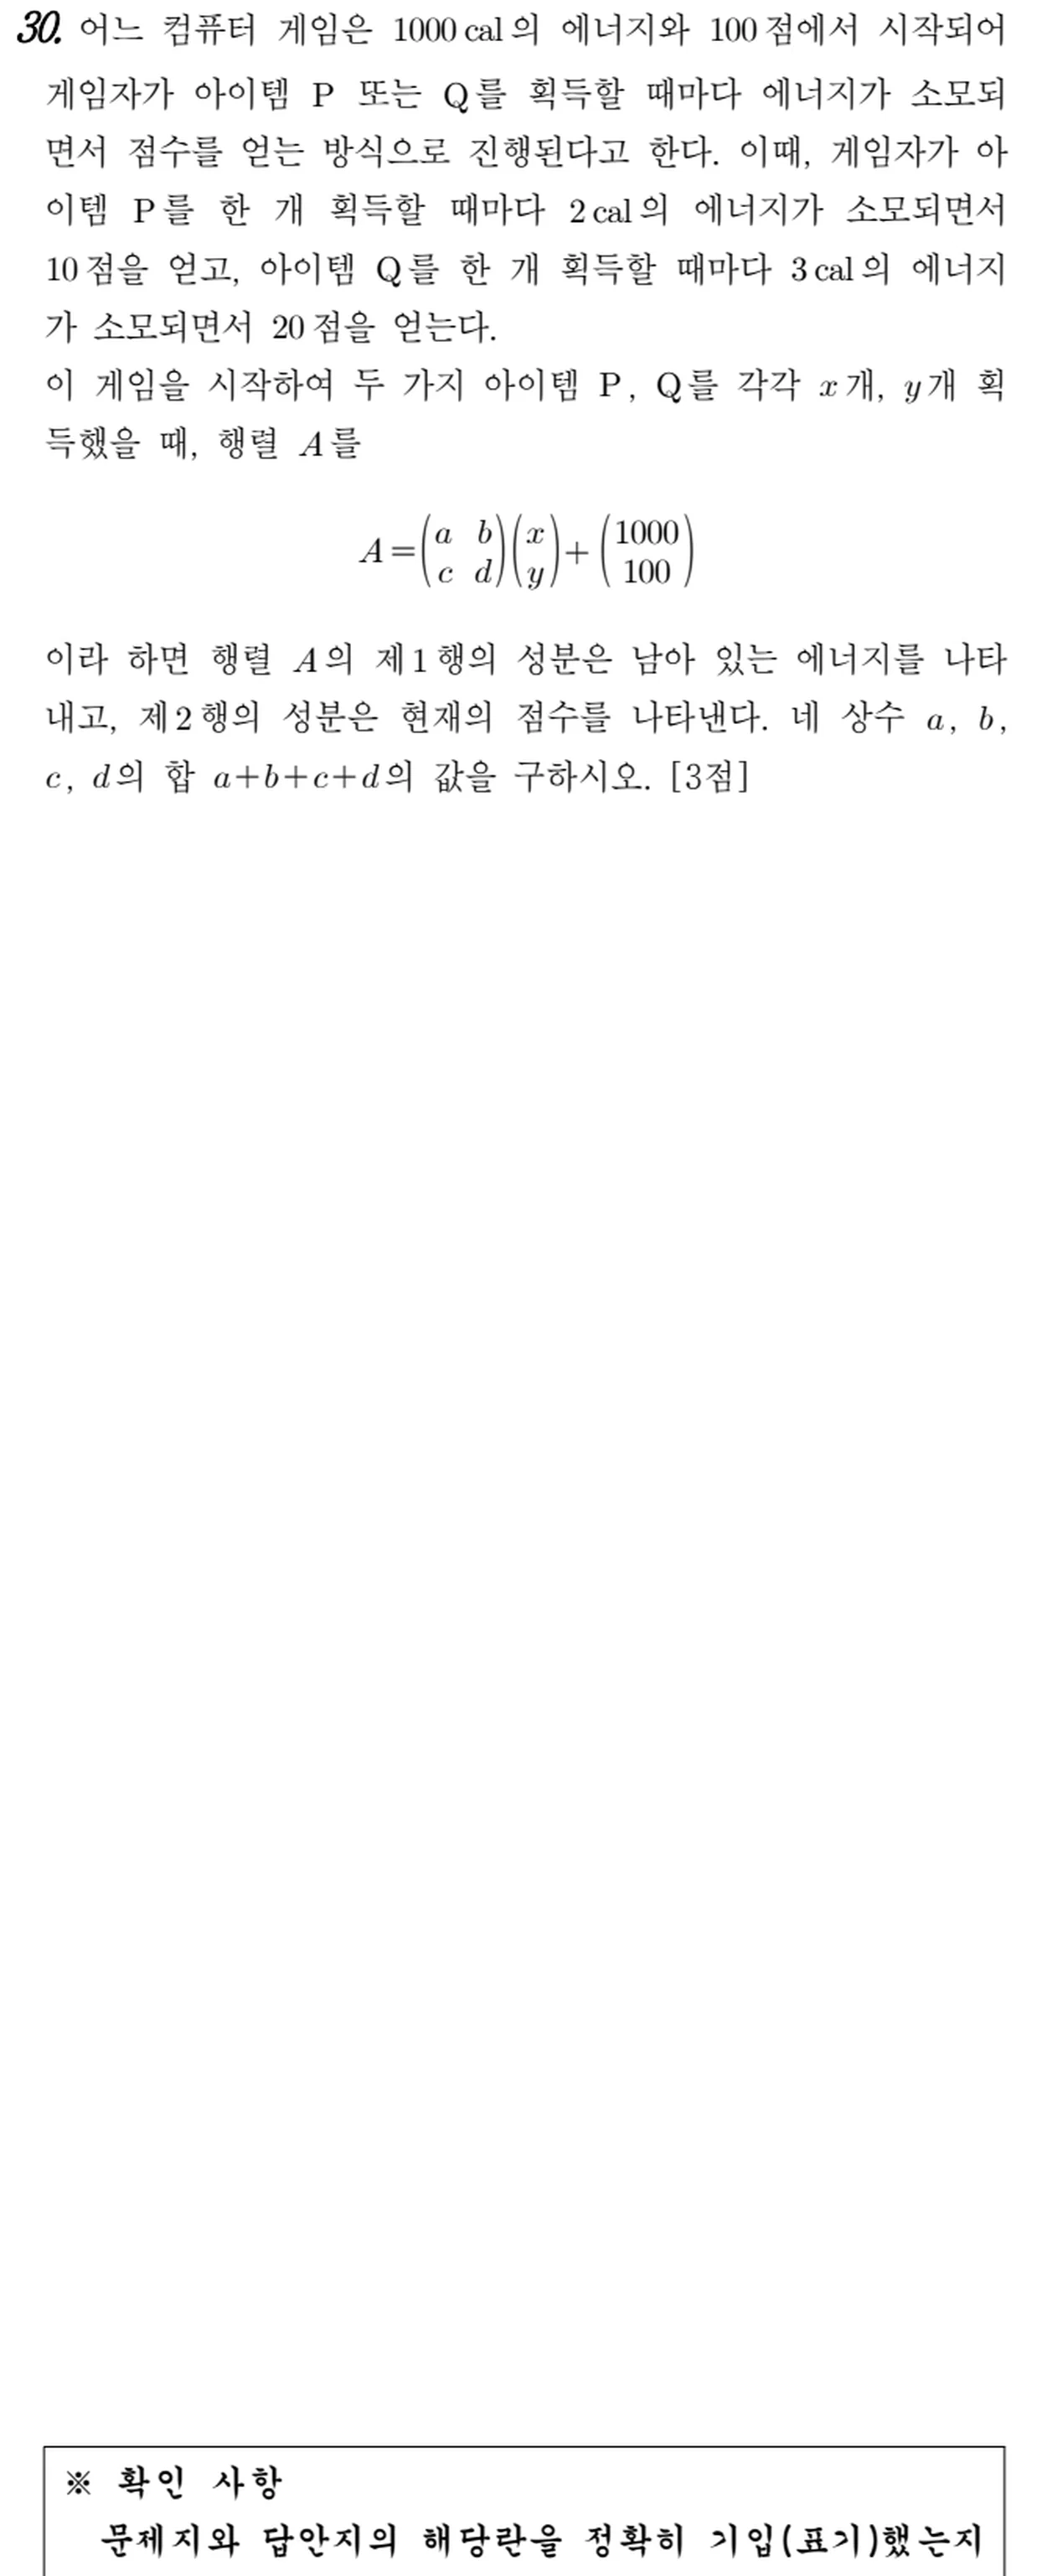 30. 어느 컴퓨터 게임은 1000 cal의 에너지와 100점에서 시작되어
게임자가 아이템 P 또는 Q를 획득할 때마다 에너지가 소모되
면서 점수를 얻는 방식으로 진행된다고 한다. 이때, 게임자가 아
이템 P를 한 개 획득할 때마다 2 cal의 에너지가 소모되면서
10점을 얻고, 아이템 Q를 한 개 획득할 때마다 3 cal의 에너지
가 소모되면서 20점을 얻는다.
이 게임을 시작하여 두 가지 아이템 P, Q를 각각 x개, y개 획
득했을 때, 행렬 A를
A = (a b; c d)(x; y) + (1000; 100)
이라 하면 행렬 A의 제1행의 성분은 남아 있는 에너지를 나타
내고, 제2행의 성분은 현재의 점수를 나타낸다. 네 상수 a, b,
c, d의 합 a+b+c+d의 값을 구하시오. [3점]
※ 확인 사항
문제지와 답안지의 해당란을 정확히 기입(표기)했는지